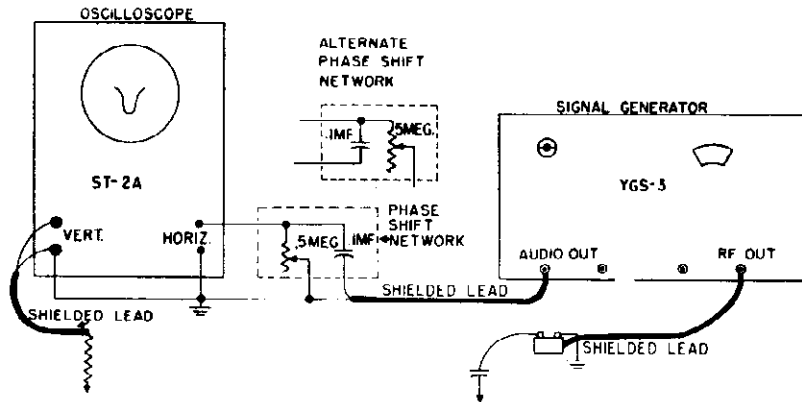 OSCILLOSCOPE
ALTERNATE
PHASE SHIFT
NETWORK
.1MF
.5MEG.
SIGNAL GENERATOR
ST-2A
YGS-3
VERT.
HORIZ.
.5MEG
.1MF
PHASE
SHIFT
NETWORK
AUDIO OUT
RF OUT
SHIELDED LEAD
SHIELDED LEAD
SHIELDED LEAD